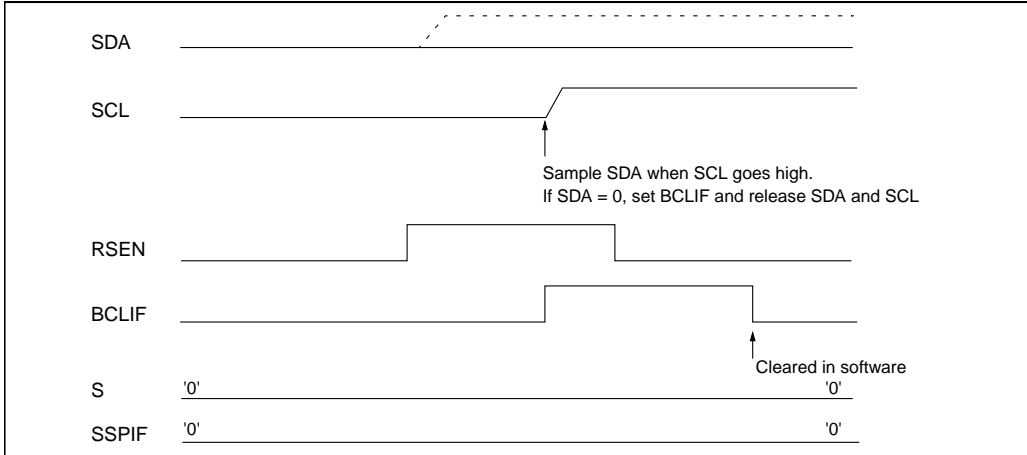 SDA
SCL
Sample SDA when SCL goes high.
If SDA = 0, set BCLIF and release SDA and SCL
RSEN
BCLIF
Cleared in software
S '0' '0'
SSPIF '0' '0'